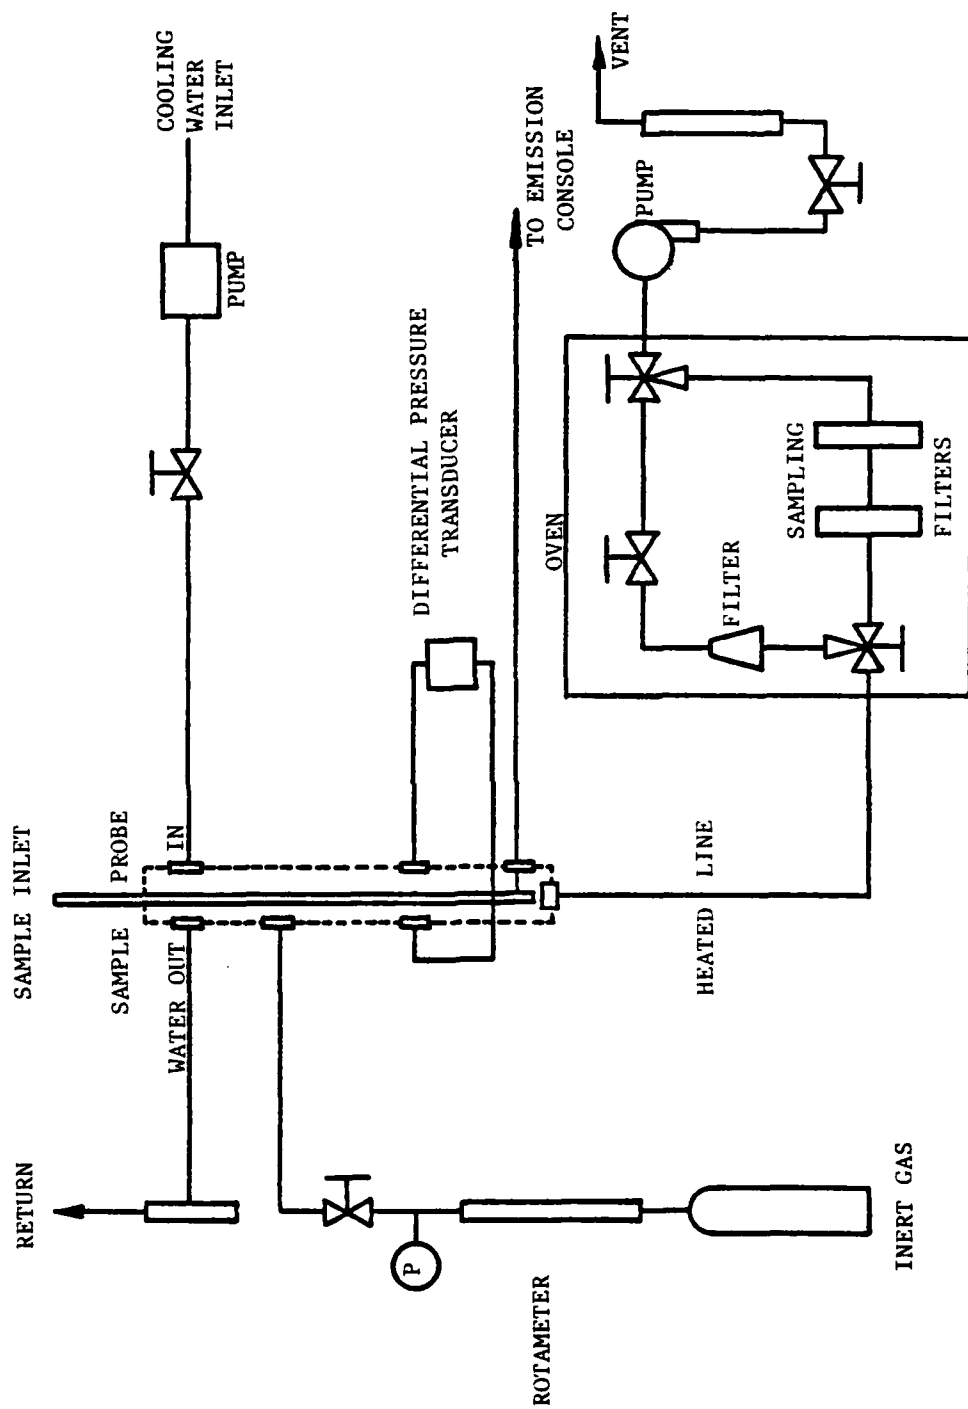 SAMPLE INLET
SAMPLE PROBE
WATER OUT
IN
COOLING
WATER
INLET
PUMP
RETURN
DIFFERENTIAL PRESSURE
TRANSDUCER
TO EMISSION
CONSOLE
VENT
PUMP
OVEN
FILTER
SAMPLING
FILTERS
HEATED LINE
P
ROTAMETER
INERT GAS